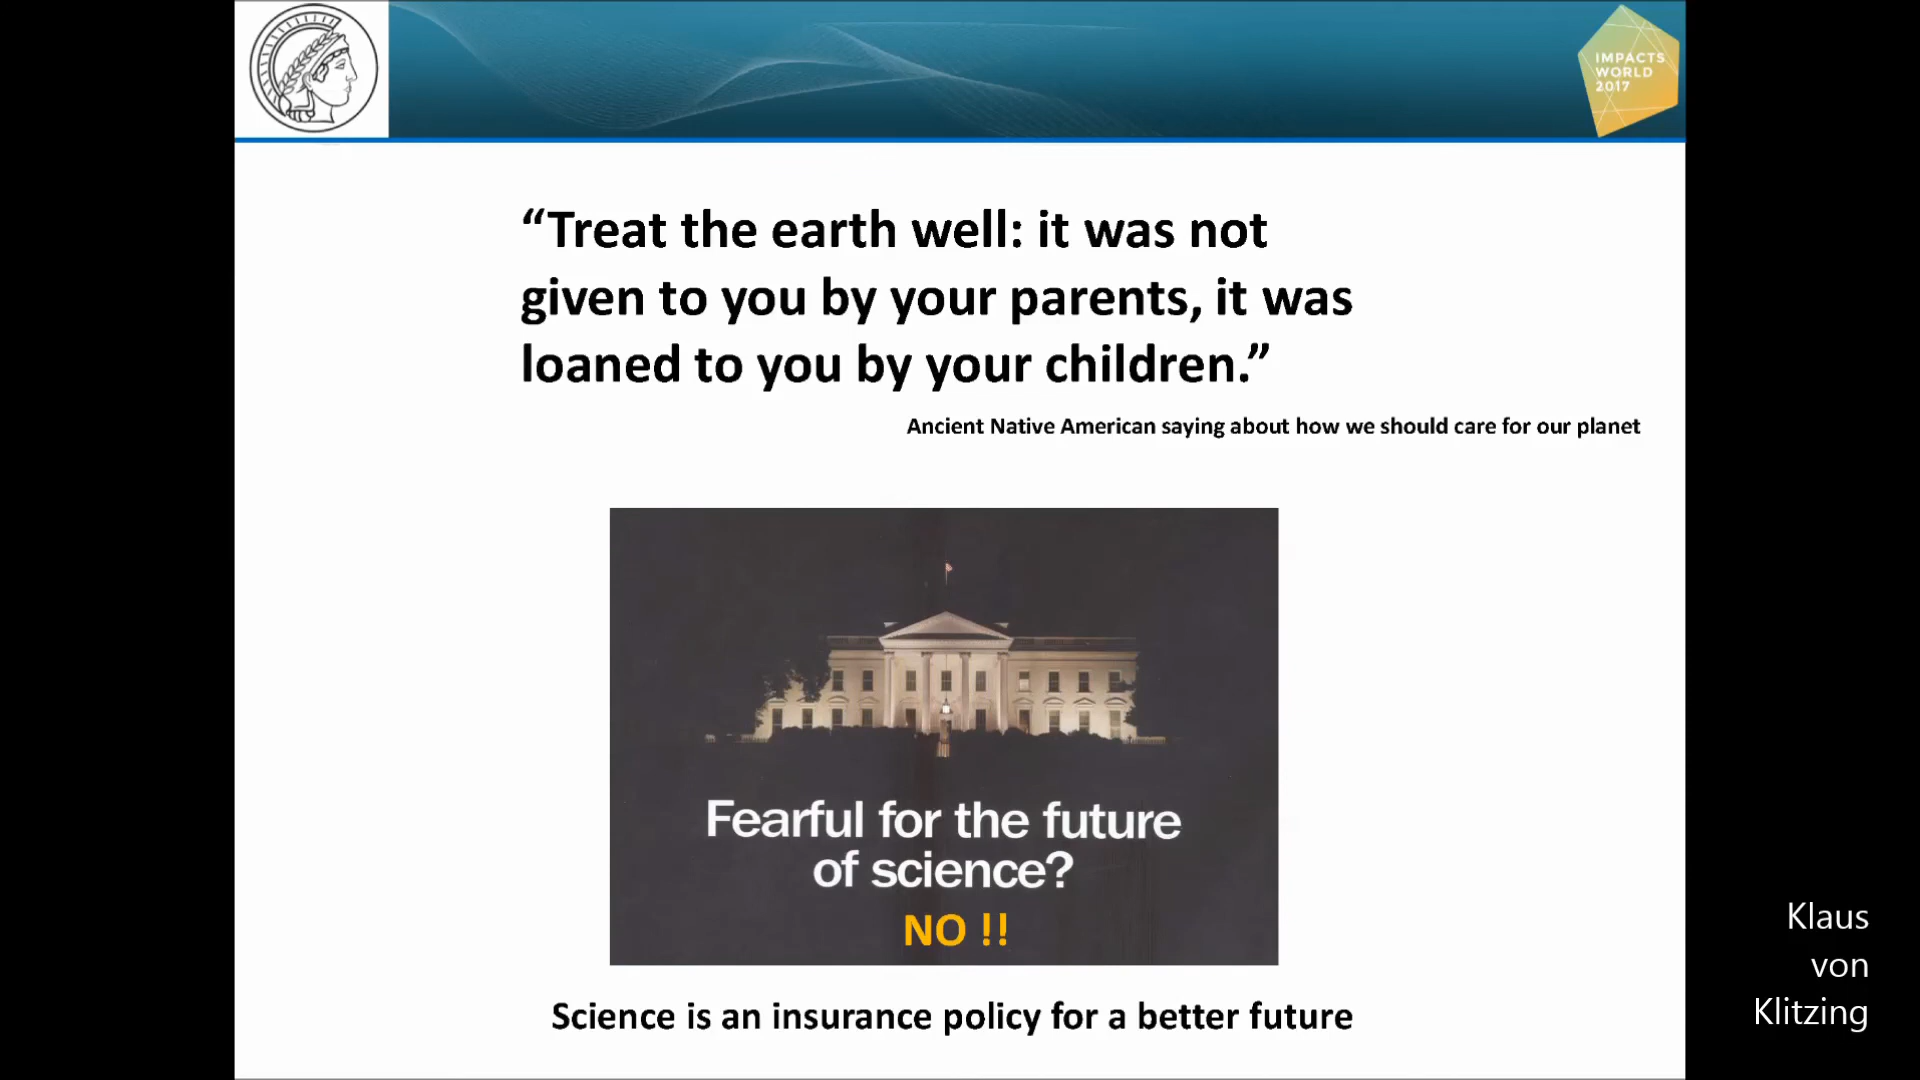 IMPACTS
WORLD
2017
“Treat the earth well: it was not
given to you by your parents, it was
loaned to you by your children.”
Ancient Native American saying about how we should care for our planet
Fearful for the future
of science?
NO !!
Science is an insurance policy for a better future
Klaus
von
Klitzing